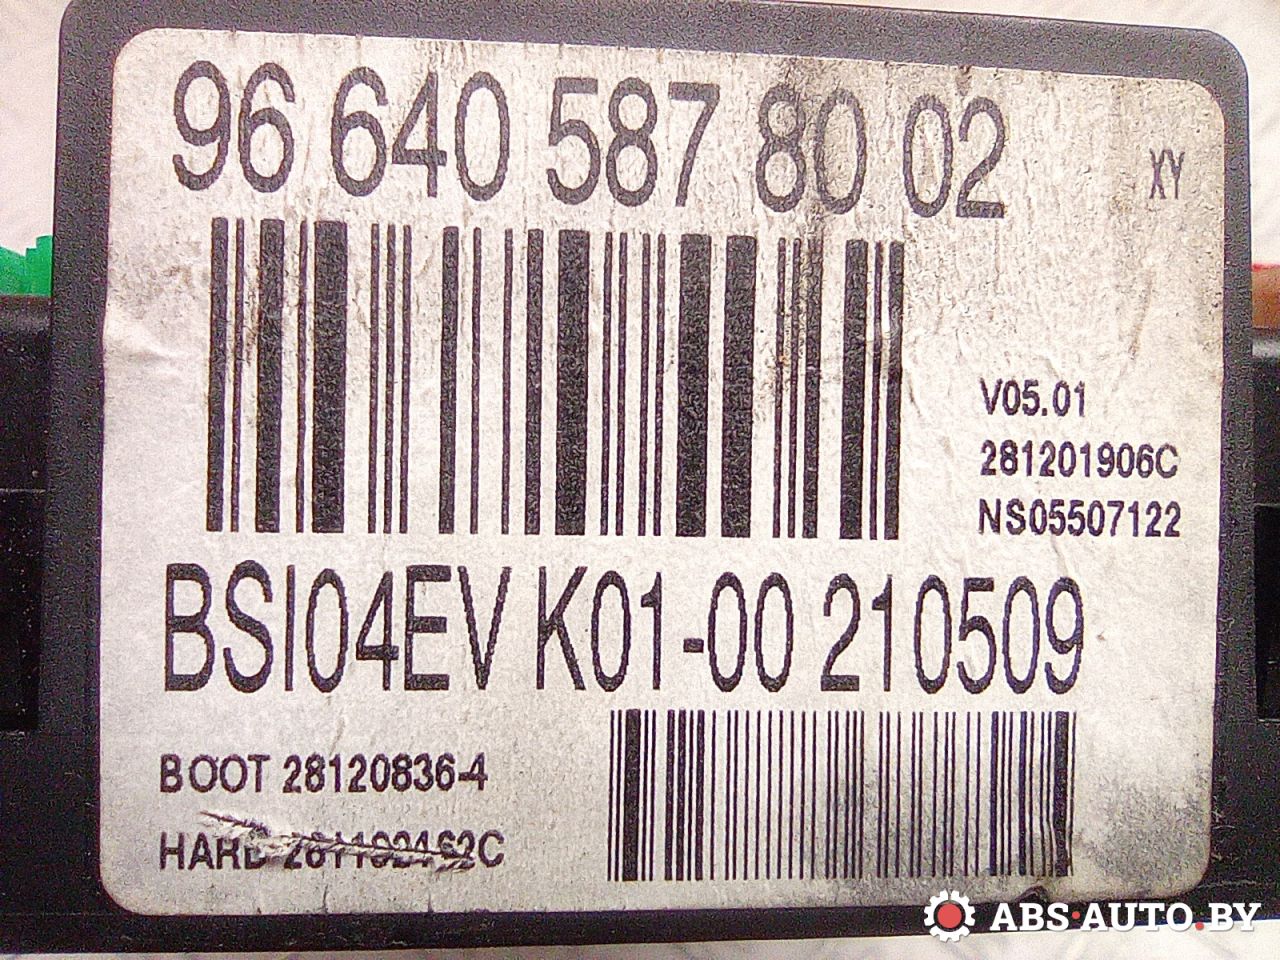 96 640 587 80 02
XY
V05.01
281201906C
NS05507122
BSI04EV K01-00 210509
BOOT 28120836-4
HARD
ABS-AUTO.BY